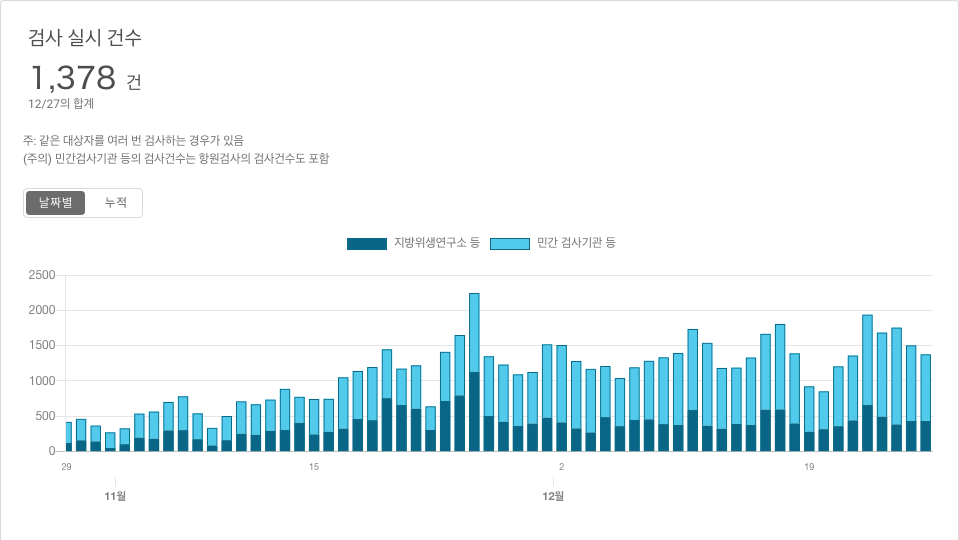 검사 실시 건수
1,378 건
12/27의 합계
주: 같은 대상자를 여러 번 검사하는 경우가 있음
(주의) 민간검사기관 등의 검사건수는 항원검사의 검사건수도 포함
날짜별 누적
지방위생연구소 등 민간 검사기관 등
2500
2000
1500
1000
500
0
29 15 2 19
11월 12월